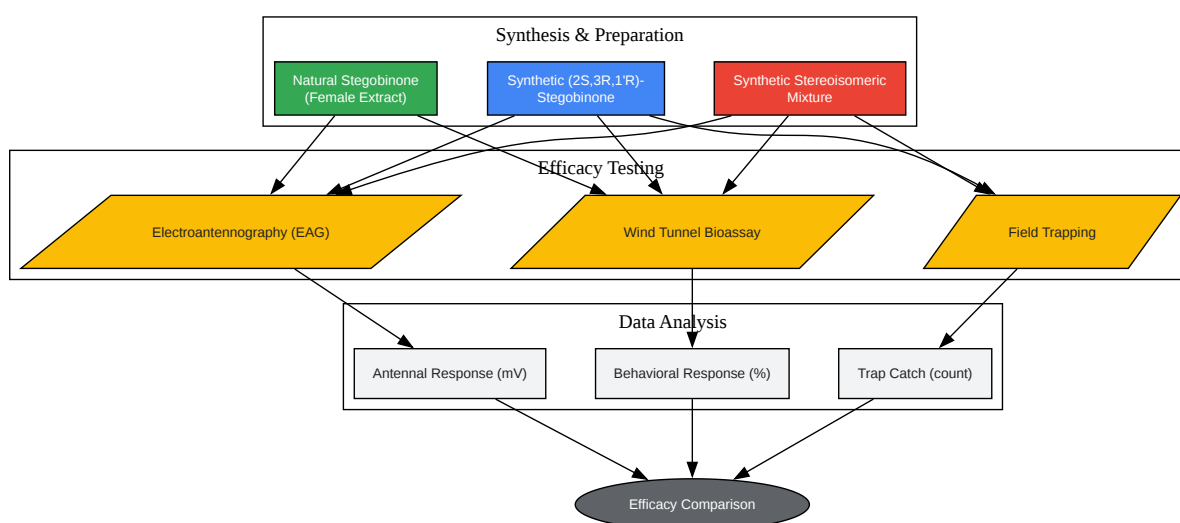 Synthesis & Preparation
Natural Stegobinone
(Female Extract)
Synthetic (2S,3R,1'R)-
Stegobinone
Synthetic Stereoisomeric
Mixture
Efficacy Testing
Electroantennography (EAG)
Wind Tunnel Bioassay
Field Trapping
Data Analysis
Antennal Response (mV)
Behavioral Response (%)
Trap Catch (count)
Efficacy Comparison